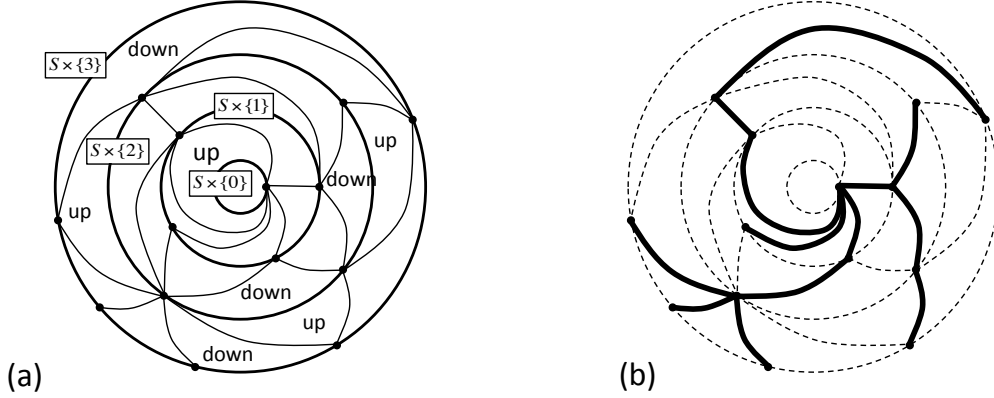 down
S×{3}
S×{1}
S×{2}
up
up
S×{0}
down
up
down
up
down
(a)
(b)